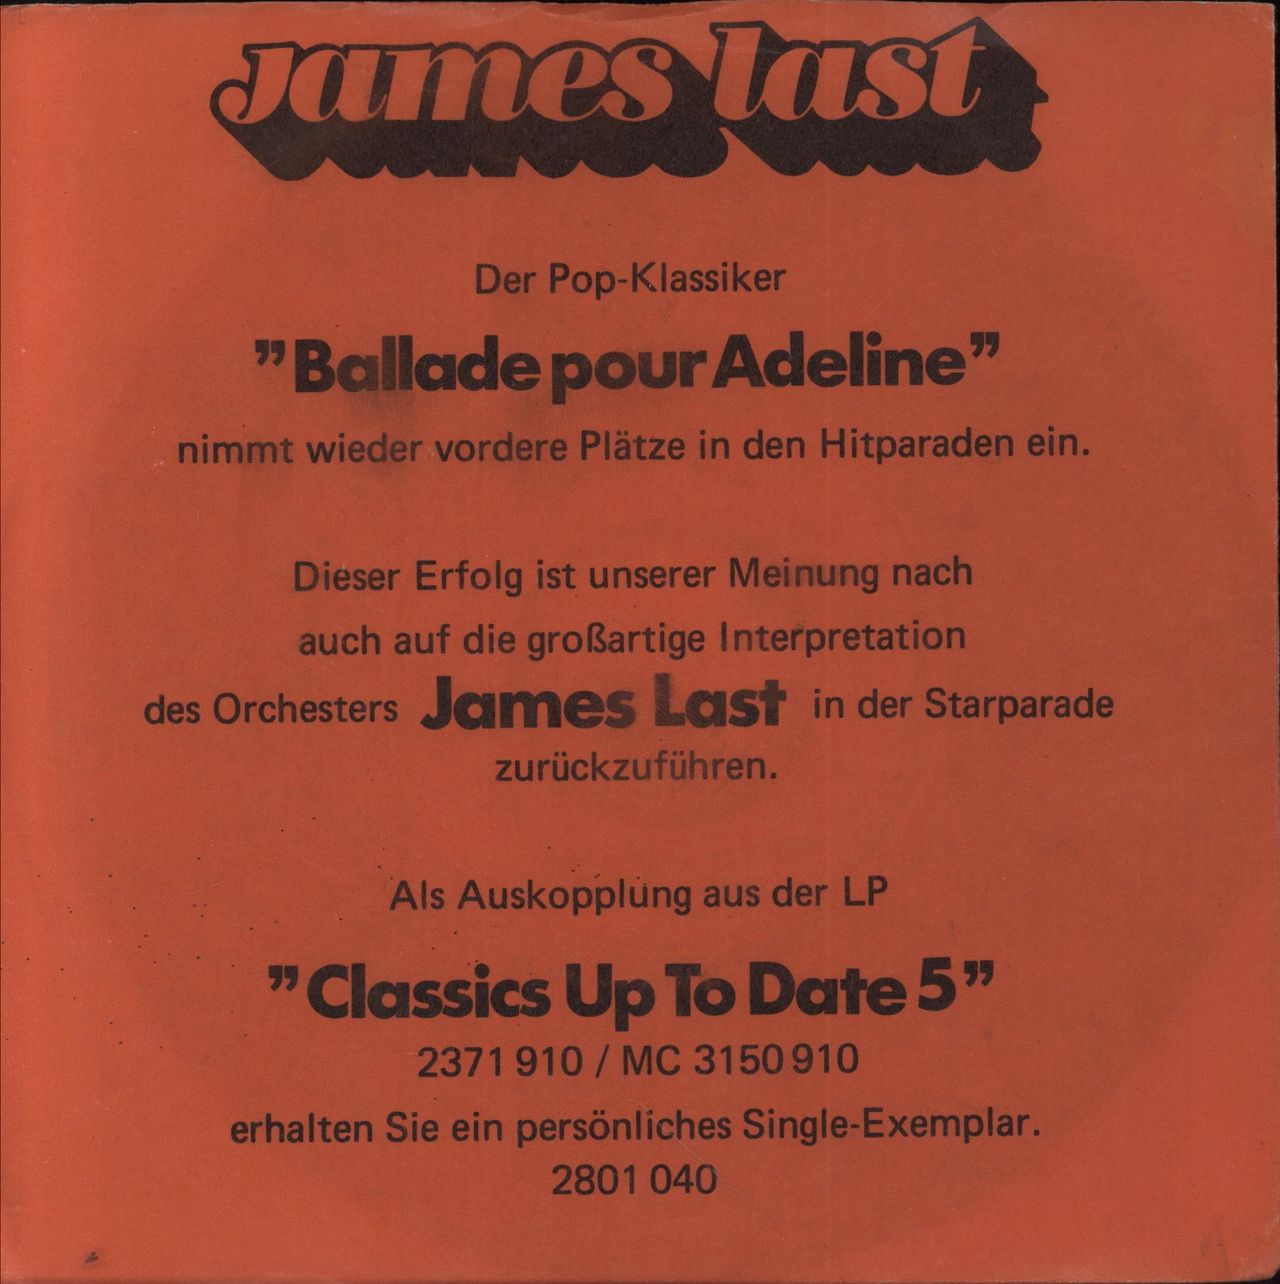 James last
Der Pop-Klassiker
"Ballade pour Adeline"
nimmt wieder vordere Plätze in den Hitparaden ein.
Dieser Erfolg ist unserer Meinung nach
auch auf die großartige Interpretation
des Orchesters James Last in der Starparade
zurückzuführen.
Als Auskopplung aus der LP
"Classics Up To Date 5"
2371 910 / MC 3150 910
erhalten Sie ein persönliches Single-Exemplar.
2801 040